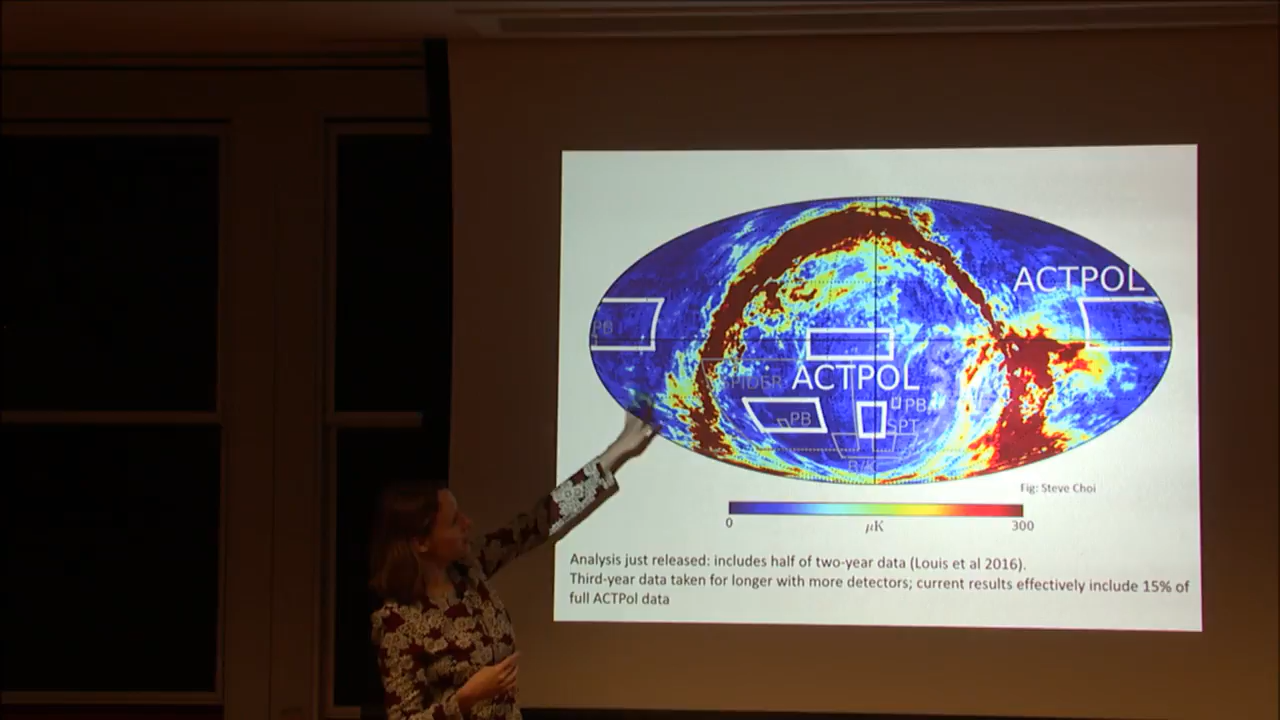 ACTPOL
PB
SPIDER
ACTPOL
PB
PB
SPT
0
μK
300
Fig: Steve Choi
Analysis just released: includes half of two-year data (Louis et al 2016).
Third-year data taken for longer with more detectors; current results effectively include 15% of
full ACTPol data